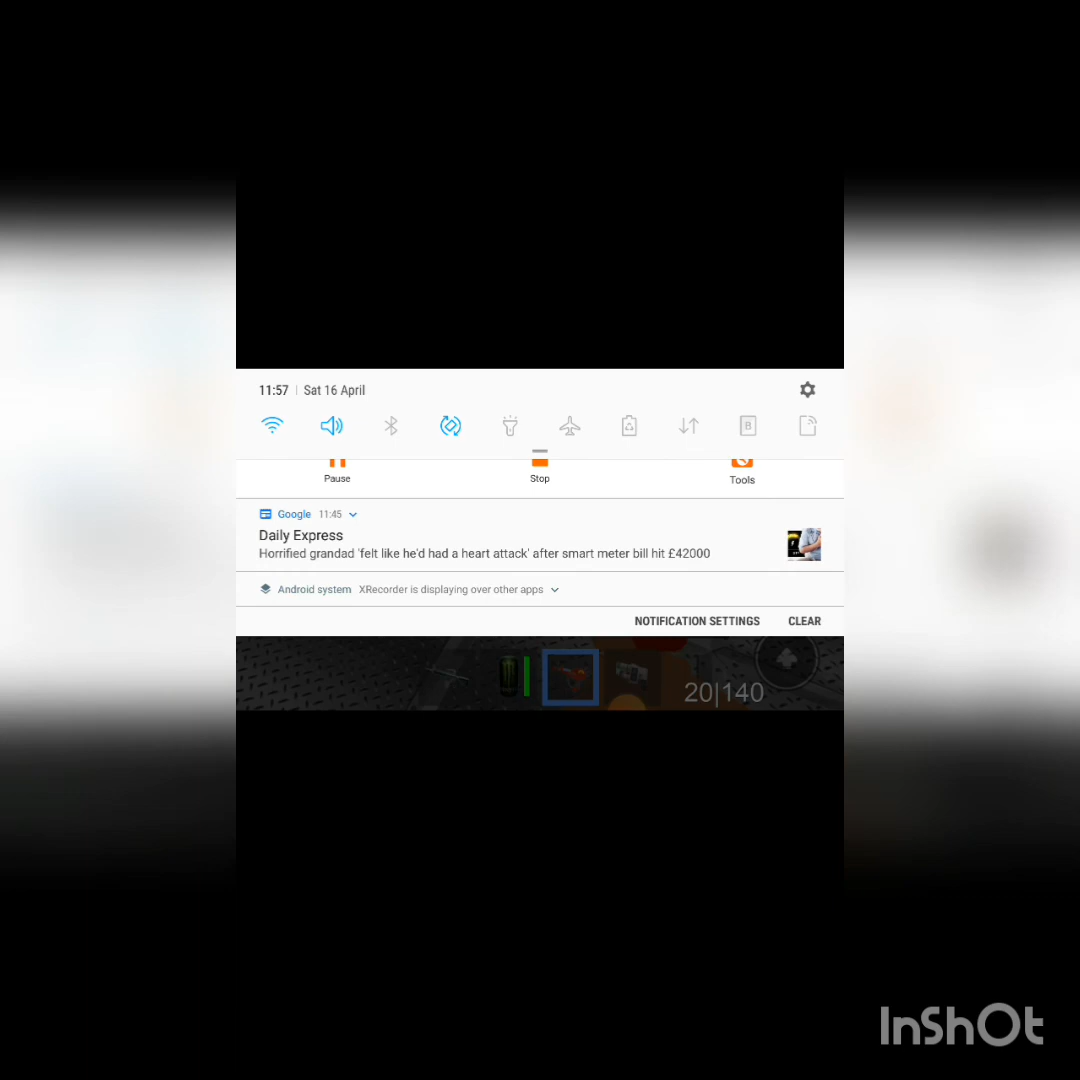 11:57 | Sat 16 April
B
Pause
Stop
Tools
Google 11:45
Daily Express
Horrified grandad 'felt like he'd had a heart attack' after smart meter bill hit £42000
Android system XRecorder is displaying over other apps
NOTIFICATION SETTINGS CLEAR
20|140
InShOt